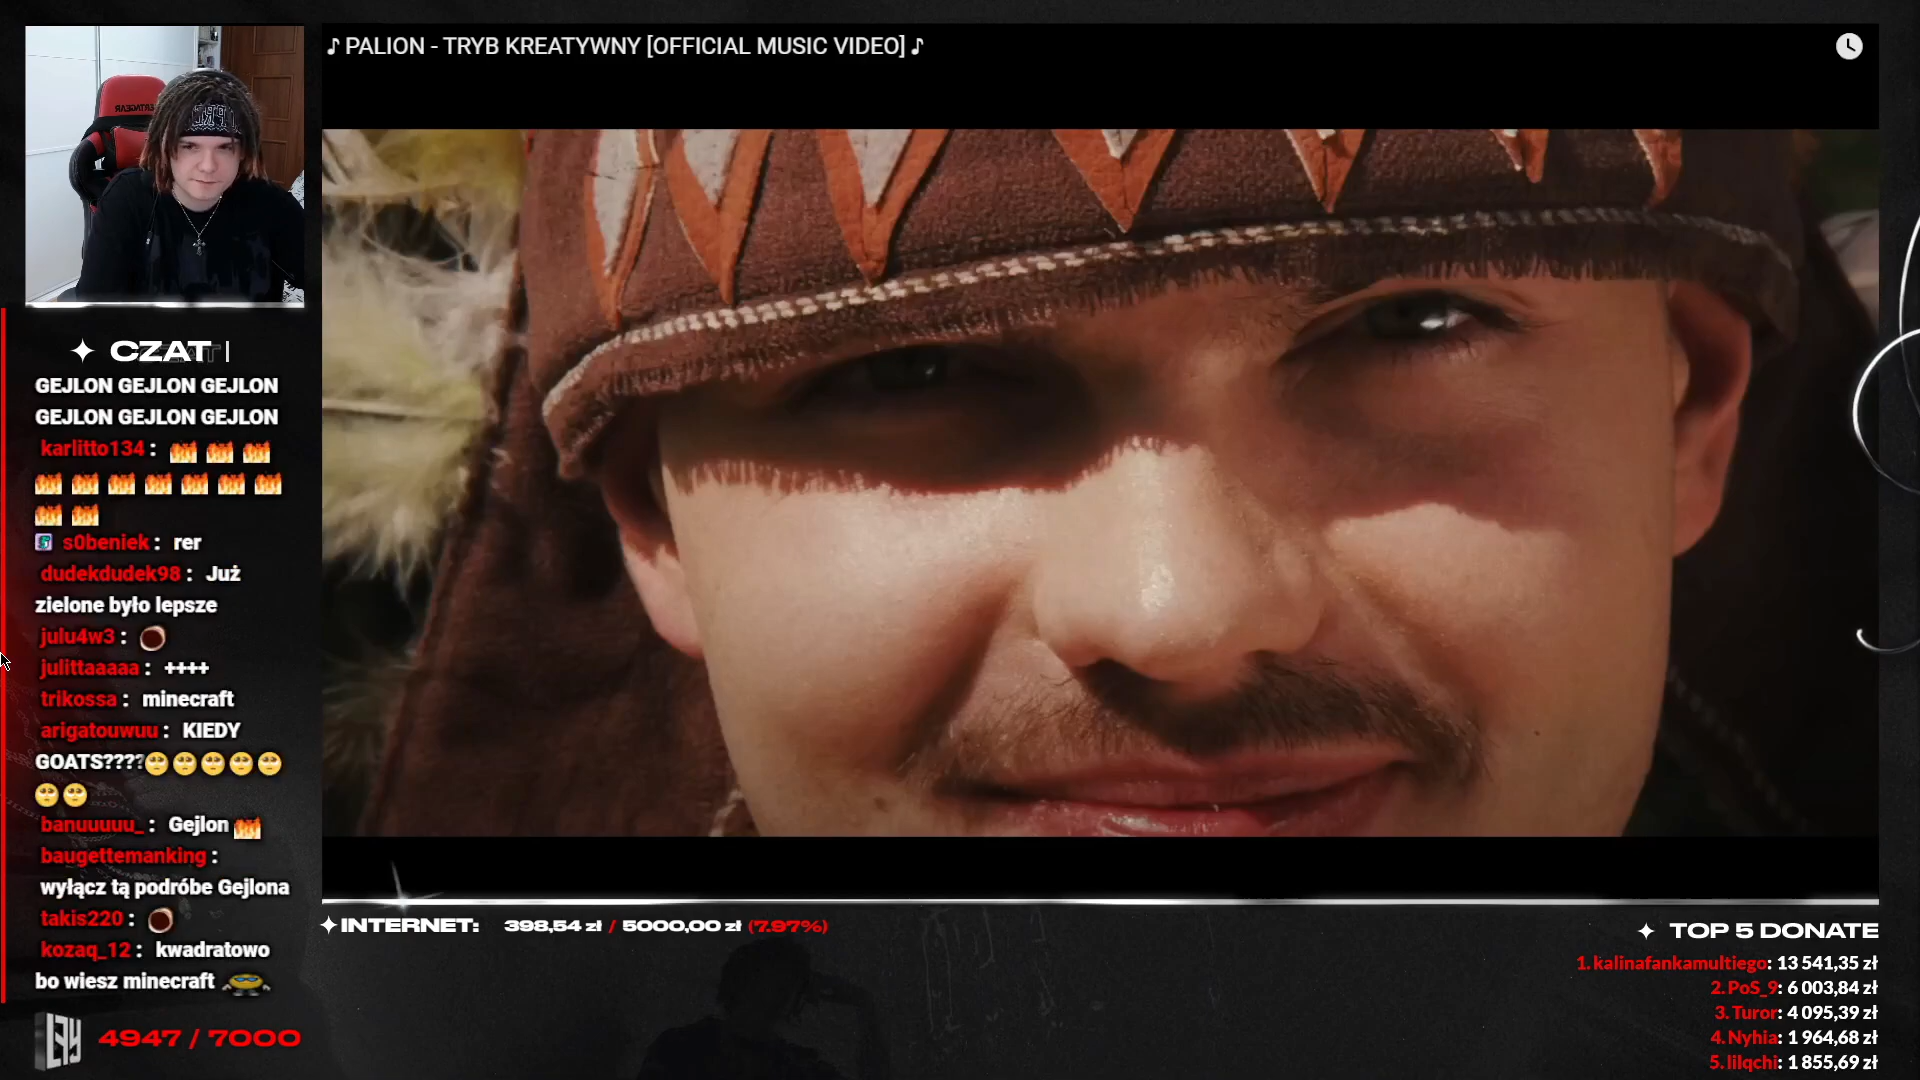 ♪ PALION - TRYB KREATYWNY [OFFICIAL MUSIC VIDEO] ♪
✦ CZAT |
GEJLON GEJLON GEJLON
GEJLON GEJLON GEJLON
karlitto134 : 🔥 🔥 🔥
🔥 🔥 🔥 🔥 🔥 🔥 🔥
🔥 🔥
s0beniek : rer
dudekdudek98 : Już
zielone było lepsze
julu4w3 :
julittaaaaa : ++++
trikossa : minecraft
arigatouwuu : KIEDY
GOATS????🥺🥺🥺🥺🥺
🥺🥺
banuuuuu_ : Gejlon 🔥
baugettemanking :
wyłącz tą podróbe Gejlona
takis220 :
kozaq_12 : kwadratowo
bo wiesz minecraft
4947 / 7000
✦ INTERNET: 398,54 zł / 5000,00 zł (7.97%)
✦ TOP 5 DONATE
1. kalinafankamultiego: 13 541,35 zł
2. PoS_9: 6 003,84 zł
3. Turor: 4 095,39 zł
4. Nyhia: 1 964,68 zł
5. lilqchi: 1 855,69 zł